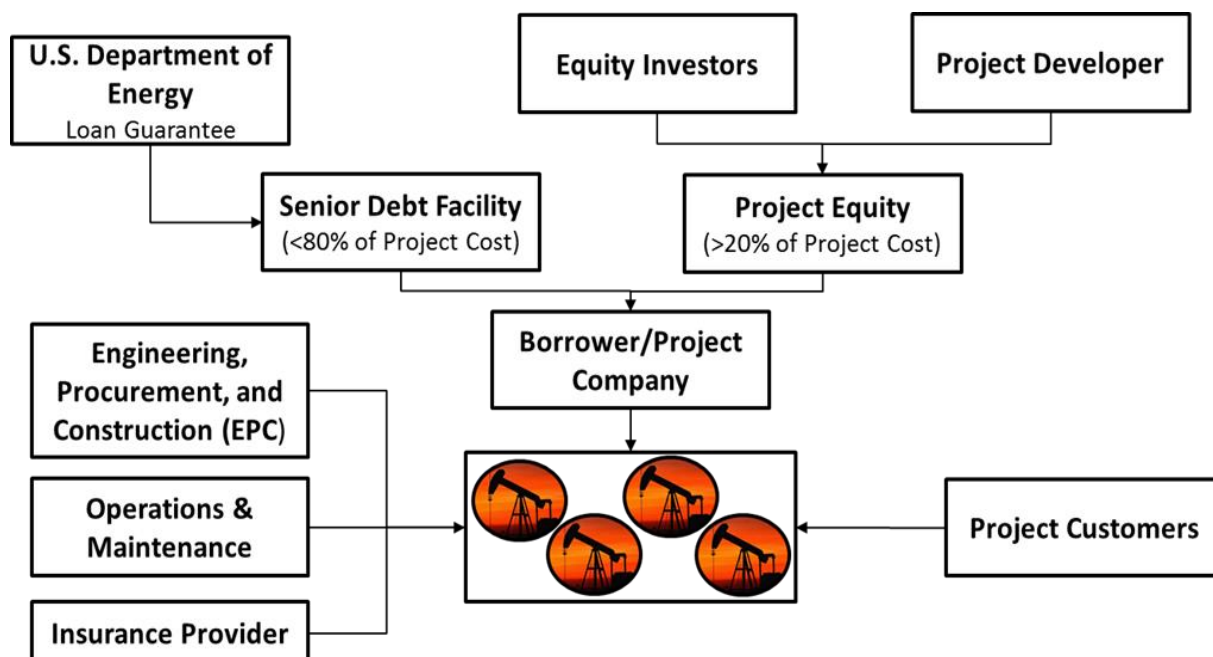 U.S. Department of
Energy
Loan Guarantee
Equity Investors
Project Developer
Senior Debt Facility
(<80% of Project Cost)
Project Equity
(>20% of Project Cost)
Borrower/Project
Company
Engineering,
Procurement, and
Construction (EPC)
Operations &
Maintenance
Insurance Provider
Project Customers